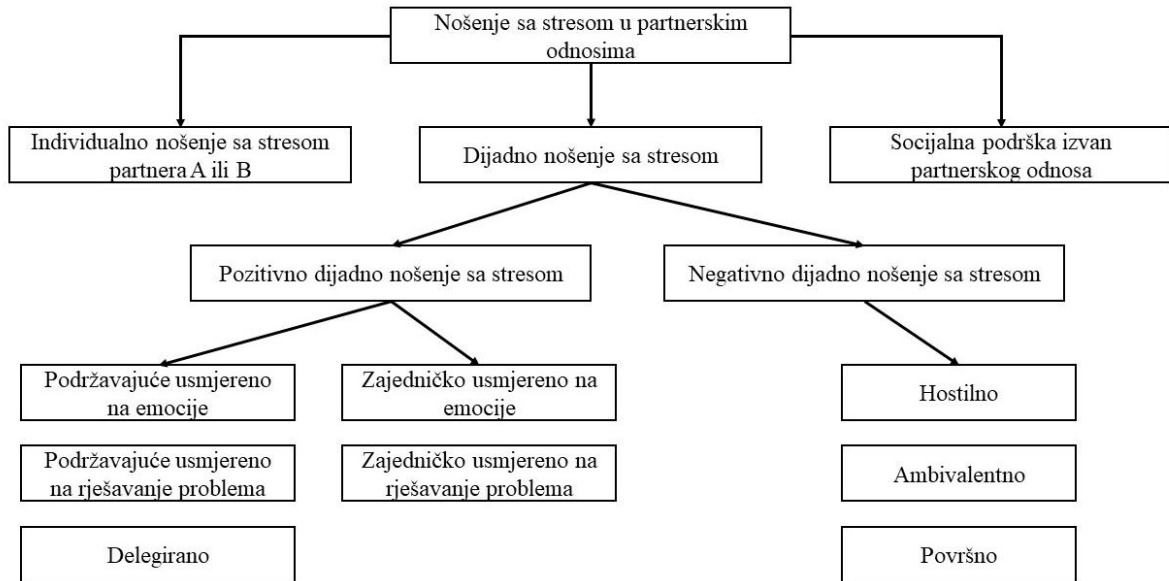 Nošenje sa stresom u partnerskim
odnosima
Individualno nošenje sa stresom
partnera A ili B
Dijadno nošenje sa stresom
Socijalna podrška izvan
partnerskog odnosa
Pozitivno dijadno nošenje sa stresom
Negativno dijadno nošenje sa stresom
Podržavajuće usmjereno
na emocije
Zajedničko usmjereno na
emocije
Hostilno
Podržavajuće usmjereno
na rješavanje problema
Zajedničko usmjereno na
rješavanje problema
Ambivalentno
Delegirano
Površno